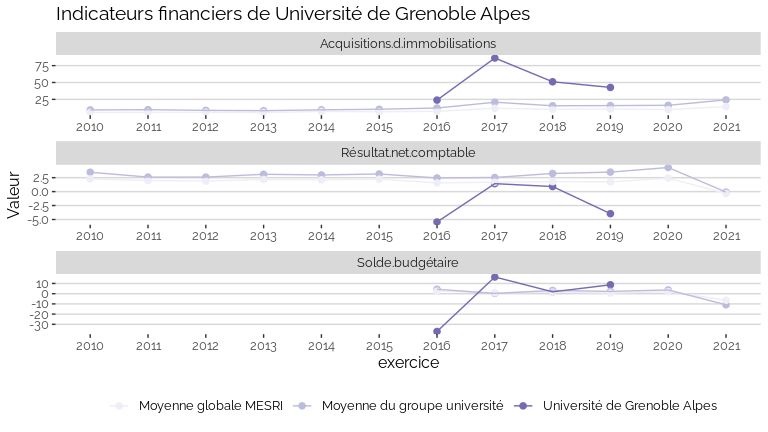 Indicateurs financiers de Université de Grenoble Alpes
Acquisitions.d.immobilisations
75
50
25
2010 2011 2012 2013 2014 2015 2016 2017 2018 2019 2020 2021
Résultat.net.comptable
2.5
0.0
-2.5
-5.0
2010 2011 2012 2013 2014 2015 2016 2017 2018 2019 2020 2021
Solde.budgétaire
10
0
-10
-20
-30
2010 2011 2012 2013 2014 2015 2016 2017 2018 2019 2020 2021
Valeur
exercice
Moyenne globale MESRI Moyenne du groupe université Université de Grenoble Alpes